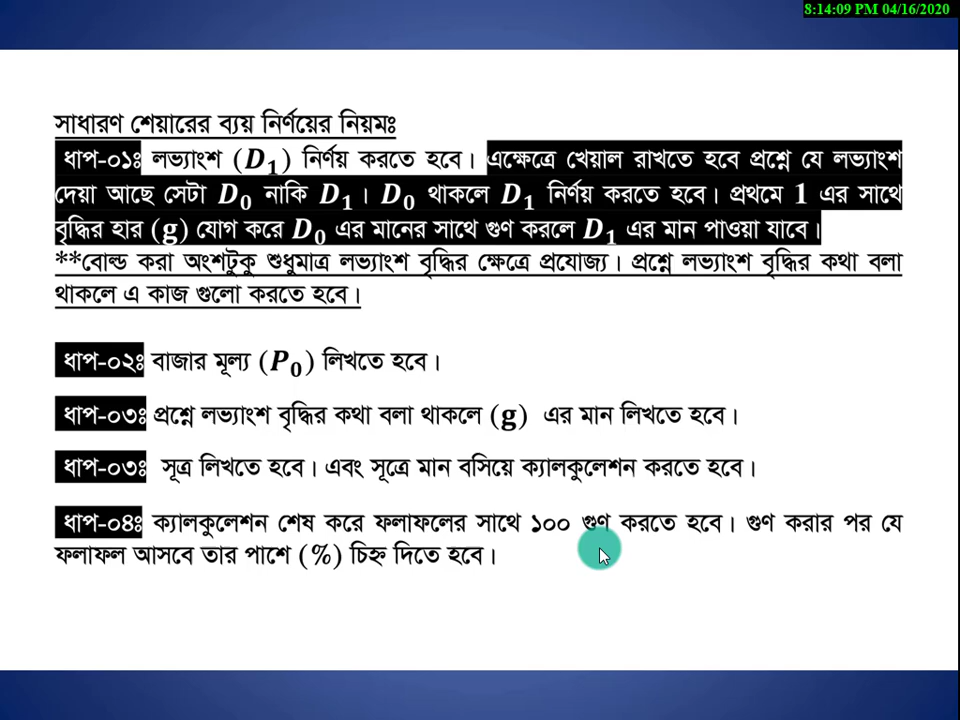 8:14:09 PM 04/16/2020
সাধারণ শেয়ারের ব্যয় নির্ণয়ের নিয়মঃ
ধাপ-০১ঃ লভ্যাংশ (D₁) নির্ণয় করতে হবে। এক্ষেত্রে খেয়াল রাখতে হবে প্রশ্নে যে লভ্যাংশ
দেয়া আছে সেটা D₀ নাকি D₁। D₀ থাকলে D₁ নির্ণয় করতে হবে। প্রথমে 1 এর সাথে
বৃদ্ধির হার (g) যোগ করে D₀ এর মানের সাথে গুণ করলে D₁ এর মান পাওয়া যাবে।
**বোল্ড করা অংশটুকু শুধুমাত্র লভ্যাংশ বৃদ্ধির ক্ষেত্রে প্রযোজ্য। প্রশ্নে লভ্যাংশ বৃদ্ধির কথা বলা
থাকলে এ কাজ গুলো করতে হবে।
ধাপ-০২ঃ বাজার মূল্য (P₀) লিখতে হবে।
ধাপ-০৩ঃ প্রশ্নে লভ্যাংশ বৃদ্ধির কথা বলা থাকলে (g) এর মান লিখতে হবে।
ধাপ-০৩ঃ সূত্র লিখতে হবে। এবং সূত্রে মান বসিয়ে ক্যালকুলেশন করতে হবে।
ধাপ-০৪ঃ ক্যালকুলেশন শেষ করে ফলাফলের সাথে ১০০ গুণ করতে হবে। গুণ করার পর যে
ফলাফল আসবে তার পাশে (%) চিহ্ন দিতে হবে।